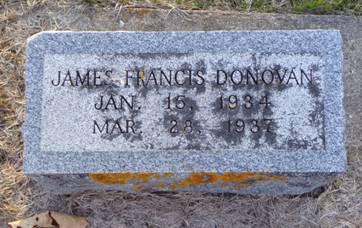 JAMES FRANCIS DONOVAN
JAN. 15, 1934
MAR. 28, 1937